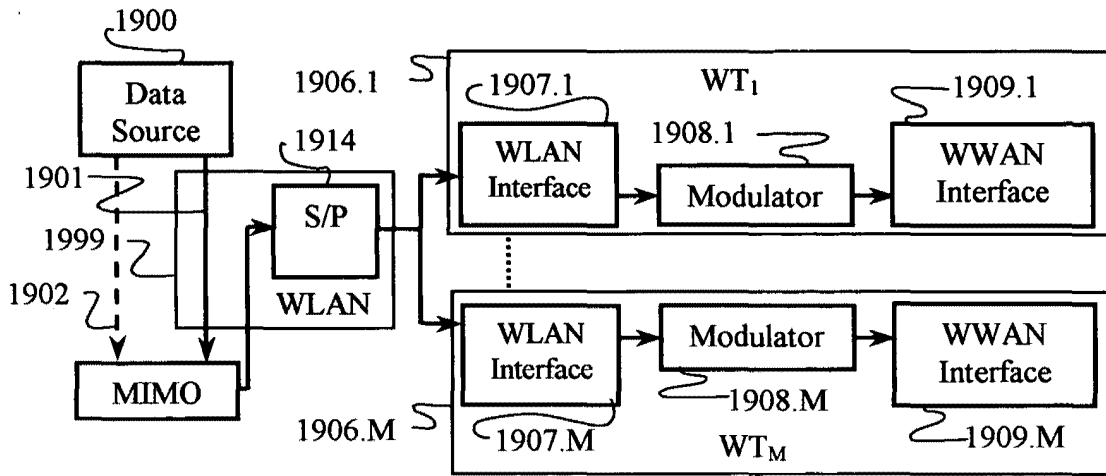 1900
Data
Source
1901
1999
1902
MIMO
1914
S/P
WLAN
1906.1
WT1
1907.1
WLAN
Interface
1908.1
Modulator
1909.1
WWAN
Interface
1906.M
WLAN
Interface
1907.M
Modulator
1908.M
WTM
WWAN
Interface
1909.M